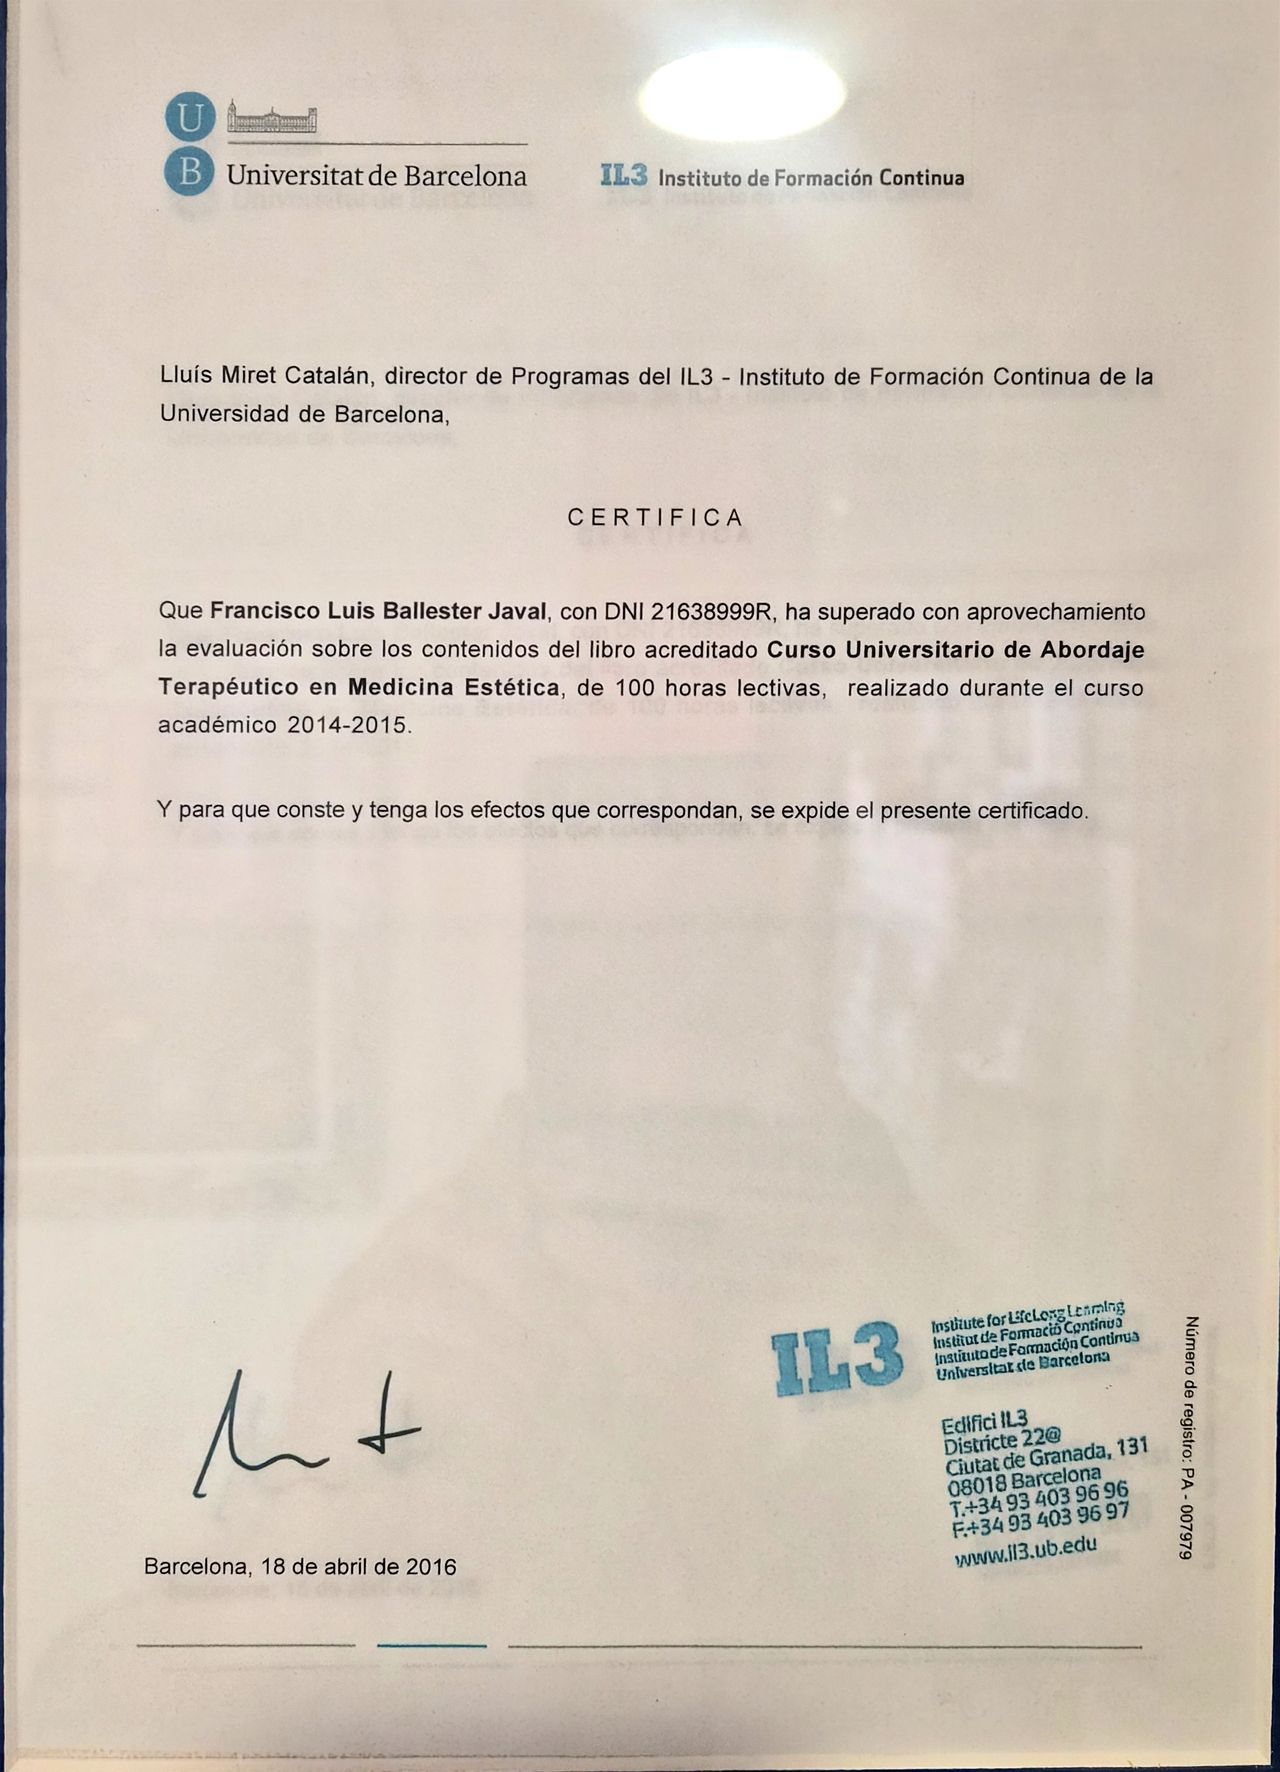 U
B
Universitat de Barcelona
IL3 Instituto de Formación Continua
Lluís Miret Catalán, director de Programas del IL3 - Instituto de Formación Continua de la
Universidad de Barcelona,
CERTIFICA
Que Francisco Luis Ballester Javal, con DNI 21638999R, ha superado con aprovechamiento
la evaluación sobre los contenidos del libro acreditado Curso Universitario de Abordaje
Terapéutico en Medicina Estética, de 100 horas lectivas, realizado durante el curso
académico 2014-2015.
Y para que conste y tenga los efectos que correspondan, se expide el presente certificado.
IL3
Institute for LifeLong Learning
Institut de Formació Contínua
Instituto de Formación Continua
Universitat de Barcelona
Edifici IL3
Districte 22@
Ciutat de Granada, 131
08018 Barcelona
T.+34 93 403 96 96
F.+34 93 403 96 97
www.il3.ub.edu
Número de registro: PA - 007979
Barcelona, 18 de abril de 2016